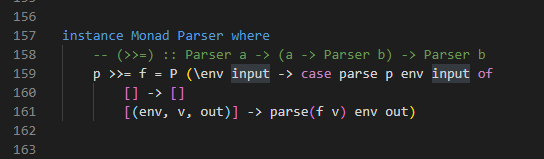 156
157 instance Monad Parser where
158     -- (>>=) :: Parser a -> (a -> Parser b) -> Parser b
159     p >>= f = P (\env input -> case parse p env input of
160         [] -> []
161         [(env, v, out)] -> parse(f v) env out)
162
163